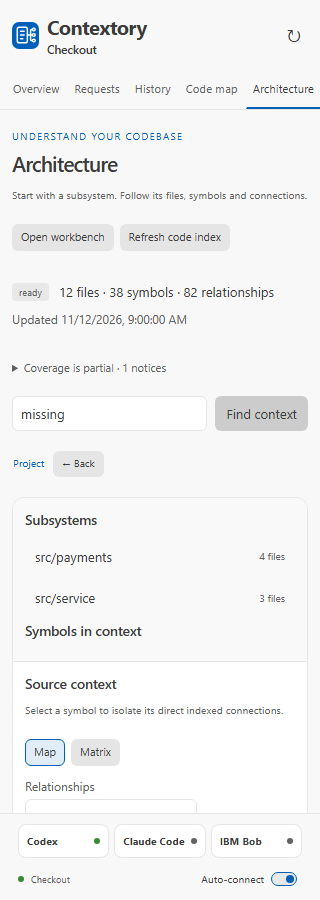 Contextory
Checkout
Overview Requests History Code map Architecture
UNDERSTAND YOUR CODEBASE
Architecture
Start with a subsystem. Follow its files, symbols and connections.
Open workbench Refresh code index
ready 12 files · 38 symbols · 82 relationships
Updated 11/12/2026, 9:00:00 AM
▶ Coverage is partial · 1 notices
missing Find context
Project ← Back
Subsystems
src/payments 4 files
src/service 3 files
Symbols in context
Source context
Select a symbol to isolate its direct indexed connections.
Map Matrix
Relationships
Codex Claude Code IBM Bob
Checkout Auto-connect